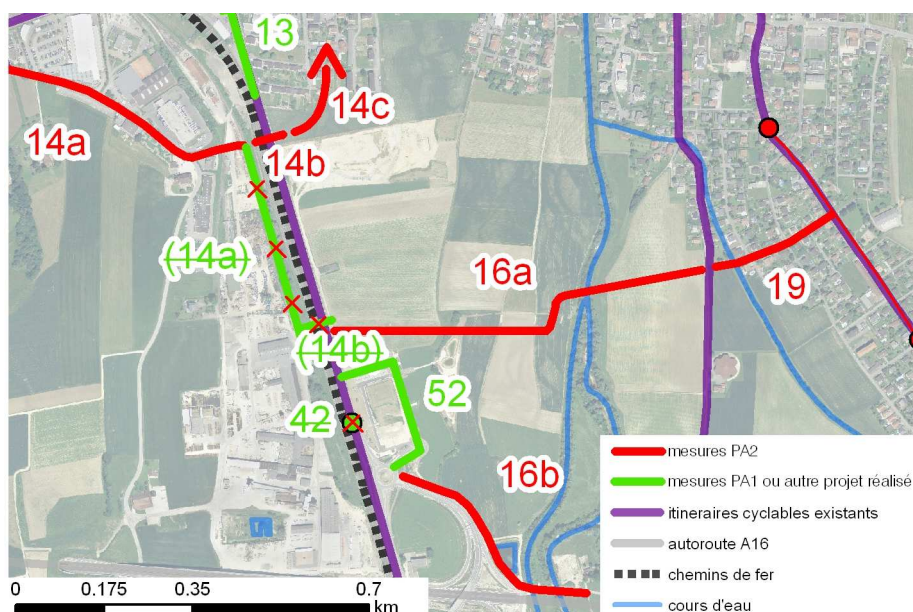 13
14c
14a
14b
(14a)
16a
19
(14b)
52
42
16b
mesures PA2
mesures PA1 ou autre projet réalisé
itineraires cyclables existants
autoroute A16
chemins de fer
cours d'eau
0 0.175 0.35 0.7
km